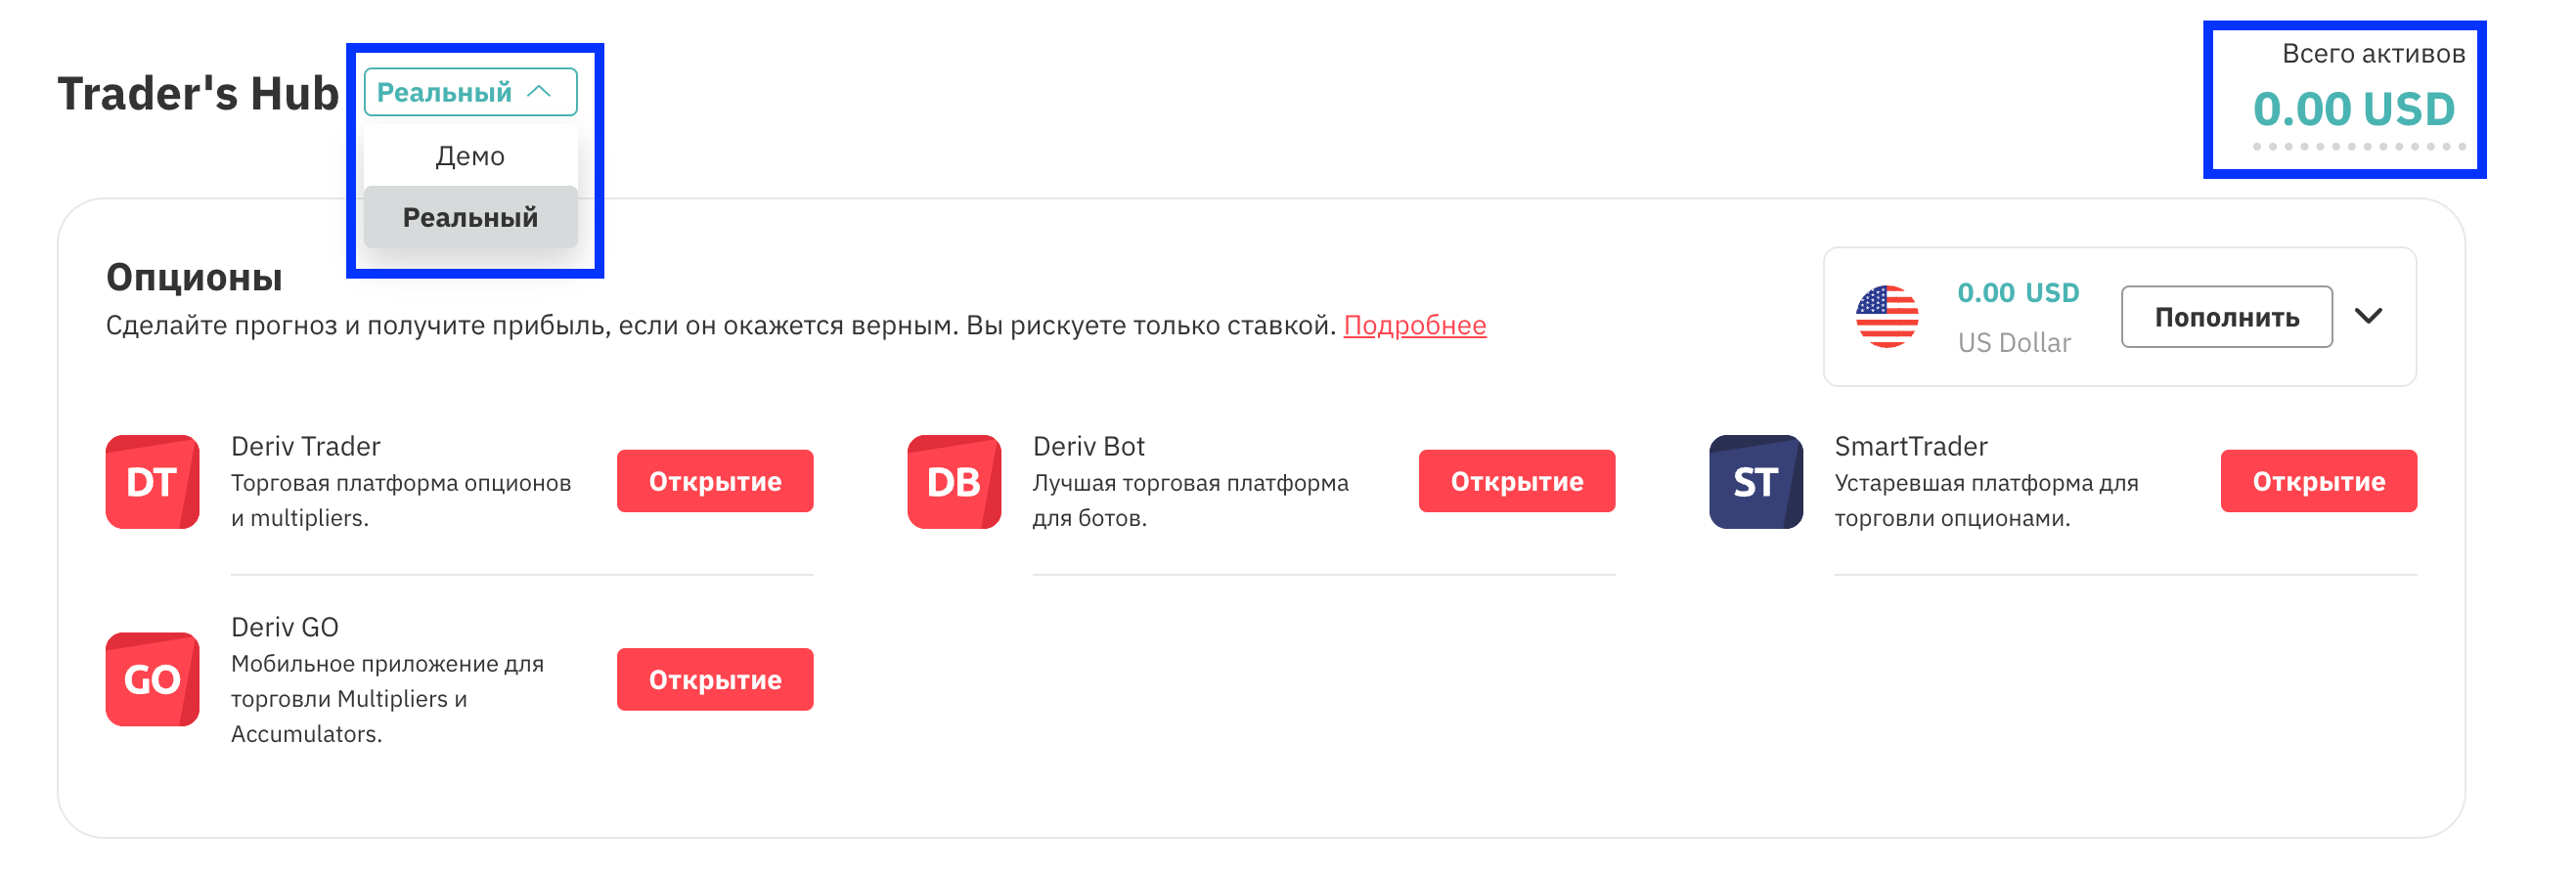 Trader's Hub
Реальный
Демо
Реальный
Всего активов
0.00 USD
Опционы
Сделайте прогноз и получите прибыль, если он окажется верным. Вы рискуете только ставкой. Подробнее
0.00 USD
US Dollar
Пополнить
DT
Deriv Trader
Торговая платформа опционов
и multipliers.
Открытие
DB
Deriv Bot
Лучшая торговая платформа
для ботов.
Открытие
ST
SmartTrader
Устаревшая платформа для
торговли опционами.
Открытие
GO
Deriv GO
Мобильное приложение для
торговли Multipliers и
Accumulators.
Открытие